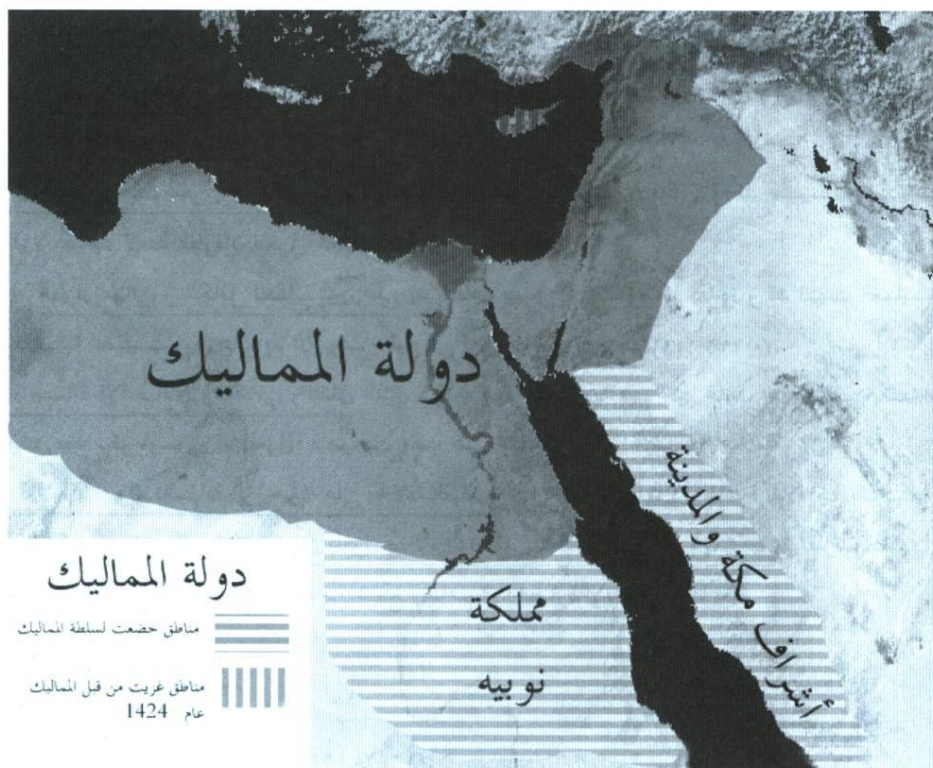 دولة المماليك
أشراف مكة والمدينة
مملكة
نوبيه
دولة المماليك
مناطق خضعت لسلطة المماليك
مناطق غزيت من قبل المماليك
عام 1424